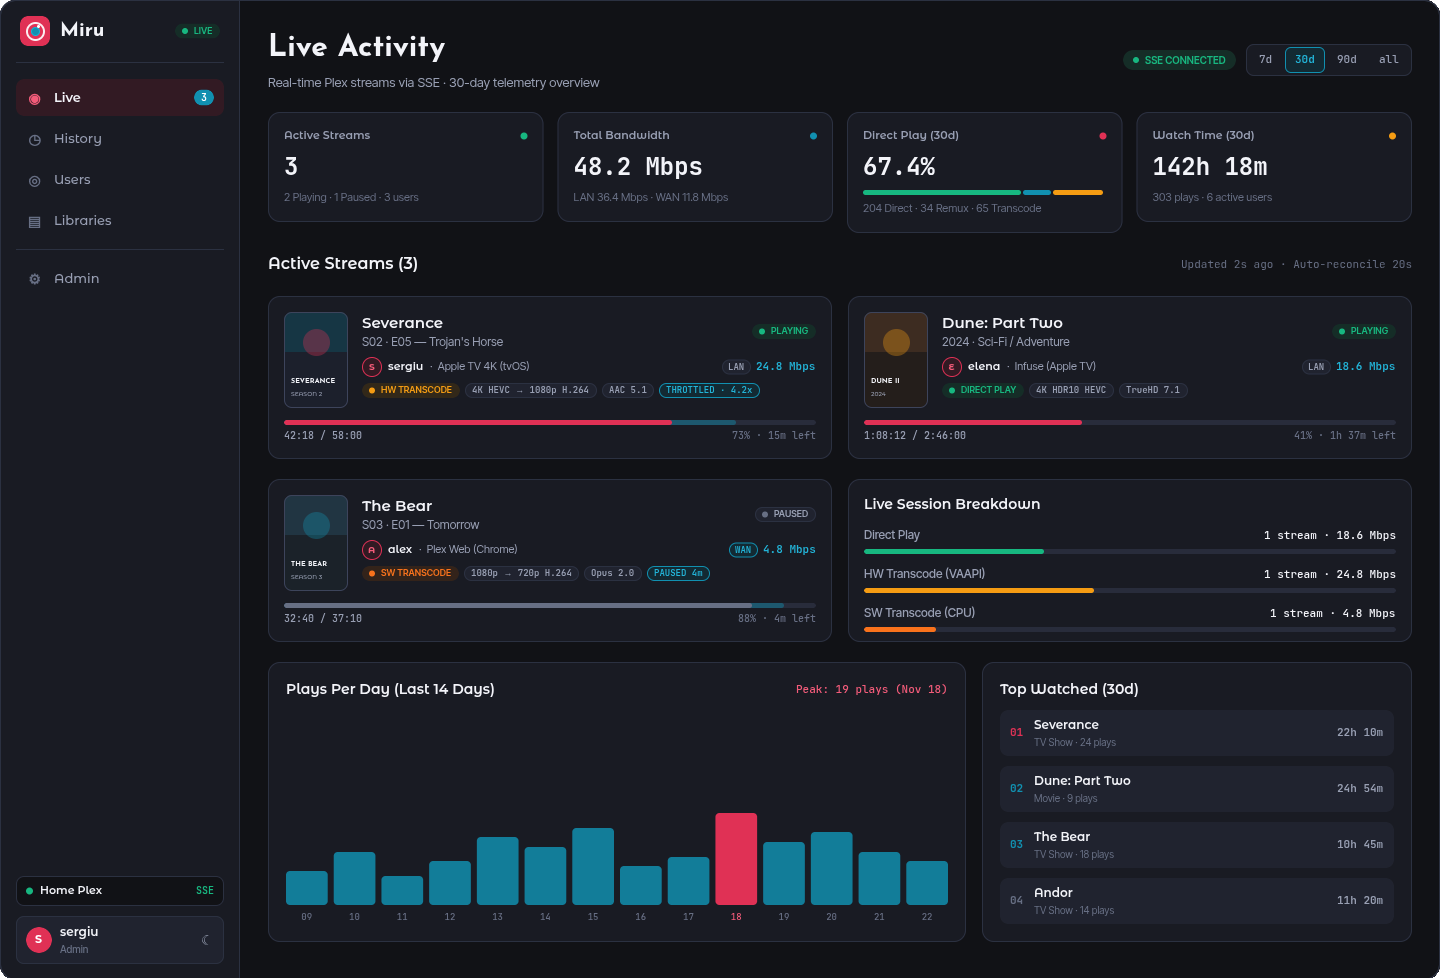 Miru
LIVE
Live 3
History
Users
Libraries
Admin
Home Plex SSE
S sergiu
Admin
Live Activity
Real-time Plex streams via SSE · 30-day telemetry overview
SSE CONNECTED
7d 30d 90d all
Active Streams
3
2 Playing · 1 Paused · 3 users
Total Bandwidth
48.2 Mbps
LAN 36.4 Mbps · WAN 11.8 Mbps
Direct Play (30d)
67.4%
204 Direct · 34 Remux · 65 Transcode
Watch Time (30d)
142h 18m
303 plays · 6 active users
Active Streams (3)
Updated 2s ago · Auto-reconcile 20s
SEVERANCE
SEASON 2
Severance
S02 · E05 — Trojan's Horse
PLAYING
S sergiu · Apple TV 4K (tvOS)
LAN 24.8 Mbps
HW TRANSCODE 4K HEVC → 1080p H.264 AAC 5.1 THROTTLED · 4.2x
42:18 / 58:00
73% · 15m left
DUNE II
2024
Dune: Part Two
2024 · Sci-Fi / Adventure
PLAYING
E elena · Infuse (Apple TV)
LAN 18.6 Mbps
DIRECT PLAY 4K HDR10 HEVC TrueHD 7.1
1:08:12 / 2:46:00
41% · 1h 37m left
THE BEAR
SEASON 3
The Bear
S03 · E01 — Tomorrow
PAUSED
A alex · Plex Web (Chrome)
WAN 4.8 Mbps
SW TRANSCODE 1080p → 720p H.264 Opus 2.0 PAUSED 4m
32:40 / 37:10
88% · 4m left
Live Session Breakdown
Direct Play 1 stream · 18.6 Mbps
HW Transcode (VAAPI) 1 stream · 24.8 Mbps
SW Transcode (CPU) 1 stream · 4.8 Mbps
Plays Per Day (Last 14 Days)
Peak: 19 plays (Nov 18)
09 10 11 12 13 14 15 16 17 18 19 20 21 22
Top Watched (30d)
01 Severance 22h 10m
TV Show · 24 plays
02 Dune: Part Two 24h 54m
Movie · 9 plays
03 The Bear 10h 45m
TV Show · 18 plays
04 Andor 11h 20m
TV Show · 14 plays